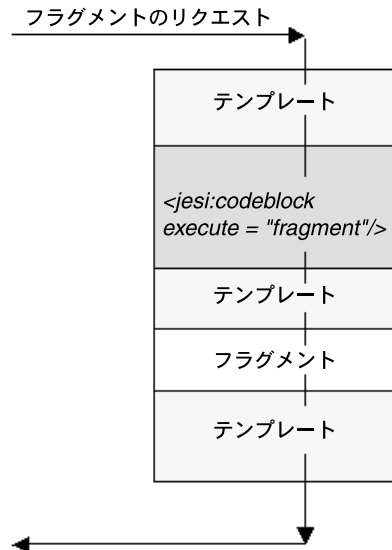 フラグメントのリクエスト
テンプレート
<jesi:codeblock
execute = "fragment"/>
テンプレート
フラグメント
テンプレート